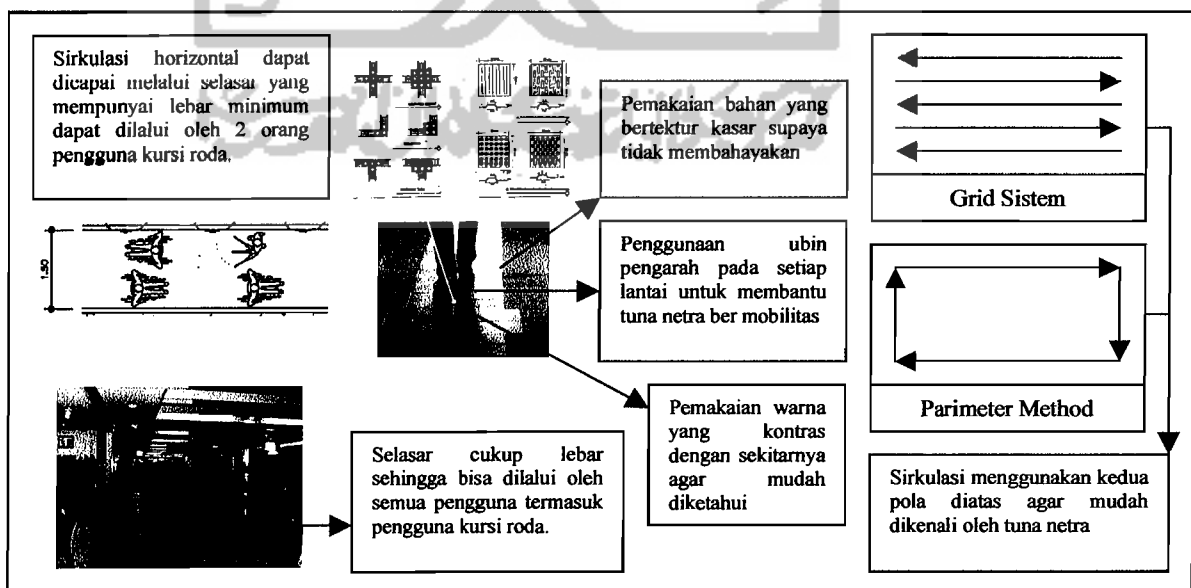 Sirkulasi horizontal dapat
dicapai melalui selasai yang
mempunyai lebar minimum
dapat dilalui oleh 2 orang
pengguna kursi roda.
Pemakaian bahan yang
bertektur kasar supaya
tidak membahayakan
Grid Sistem
1.50
Penggunaan ubin
pengarah pada setiap
lantai untuk membantu
tuna netra ber mobilitas
Parimeter Method
Pemakaian warna
yang kontras
dengan sekitarnya
agar mudah
diketahui
Selasar cukup lebar
sehingga bisa dilalui oleh
semua pengguna termasuk
pengguna kursi roda.
Sirkulasi menggunakan kedua
pola diatas agar mudah
dikenali oleh tuna netra